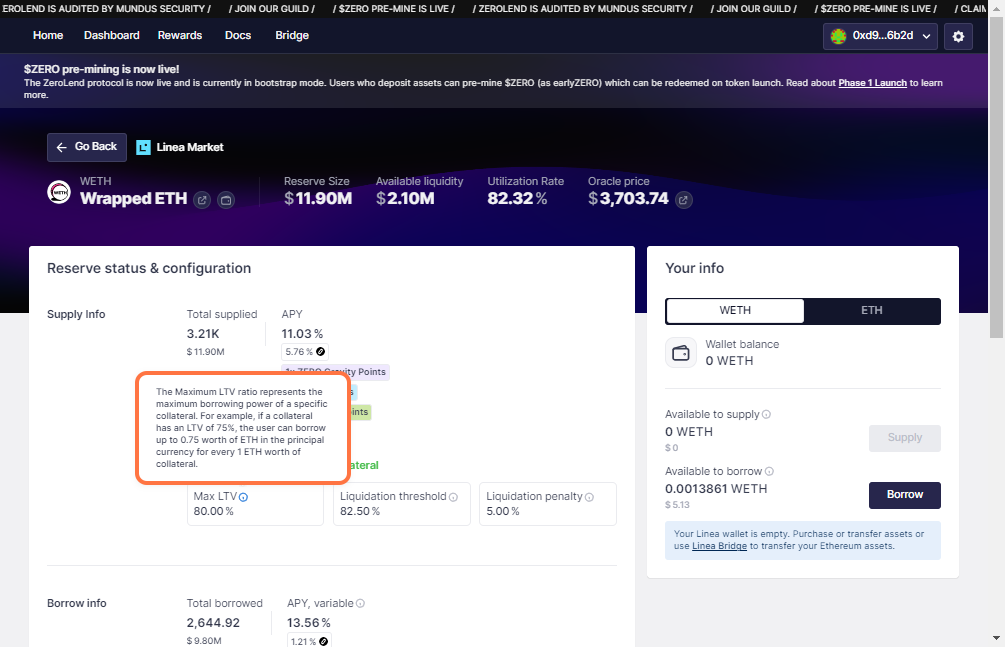 EROLEND IS AUDITED BY MUNDUS SECURITY / / JOIN OUR GUILD / / $ZERO PRE-MINE IS LIVE / / ZEROLEND IS AUDITED BY MUNDUS SECURITY / / JOIN OUR GUILD / / $ZERO PRE-MINE IS LIVE / / CLAIM
Home Dashboard Rewards Docs Bridge 0xd9...6b2d
$ZERO pre-mining is now live!
The ZeroLend protocol is now live and is currently in bootstrap mode. Users who deposit assets can pre-mine $ZERO (as earlyZERO) which can be redeemed on token launch. Read about Phase 1 Launch to learn
more.
Go Back Linea Market
WETH
Wrapped ETH
Reserve Size
$11.90M
Available liquidity
$2.10M
Utilization Rate
82.32 %
Oracle price
$3,703.74
Reserve status & configuration
Supply Info
Total supplied
3.21K
$ 11.90M
APY
11.03 %
5.76 %
1x ZERO Gravity Points
The Maximum LTV ratio represents the
maximum borrowing power of a specific
collateral. For example, if a collateral
has an LTV of 75%, the user can borrow
up to 0.75 worth of ETH in the principal
currency for every 1 ETH worth of
collateral.
s
ints
ateral
Max LTV
80.00 %
Liquidation threshold
82.50 %
Liquidation penalty
5.00 %
Borrow info
Total borrowed
2,644.92
$ 9.80M
APY, variable
13.56 %
1.21 %
Your info
WETH ETH
Wallet balance
0 WETH
Available to supply
0 WETH
$ 0
Supply
Available to borrow
0.0013861 WETH
$ 5.13
Borrow
Your Linea wallet is empty. Purchase or transfer assets or
use Linea Bridge to transfer your Ethereum assets.